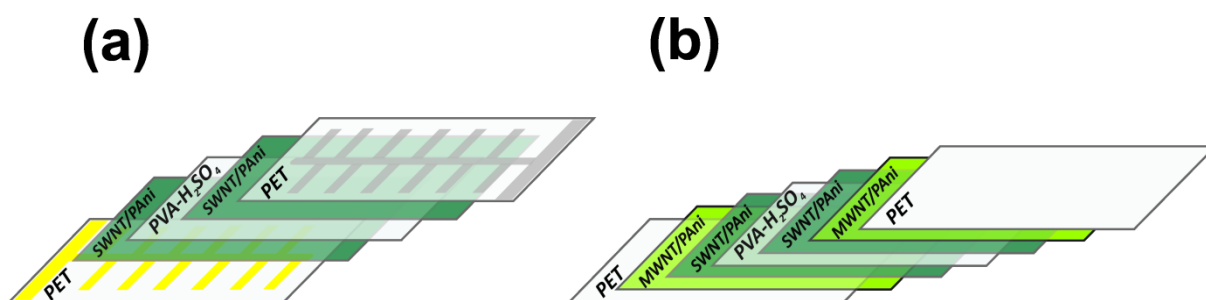 (a)
(b)
PET
SWNT/PAni
PVA-H₂SO₄
SWNT/PAni
PET
PET
MWNT/PAni
SWNT/PAni
PVA-H₂SO₄
SWNT/PAni
MWNT/PAni
PET